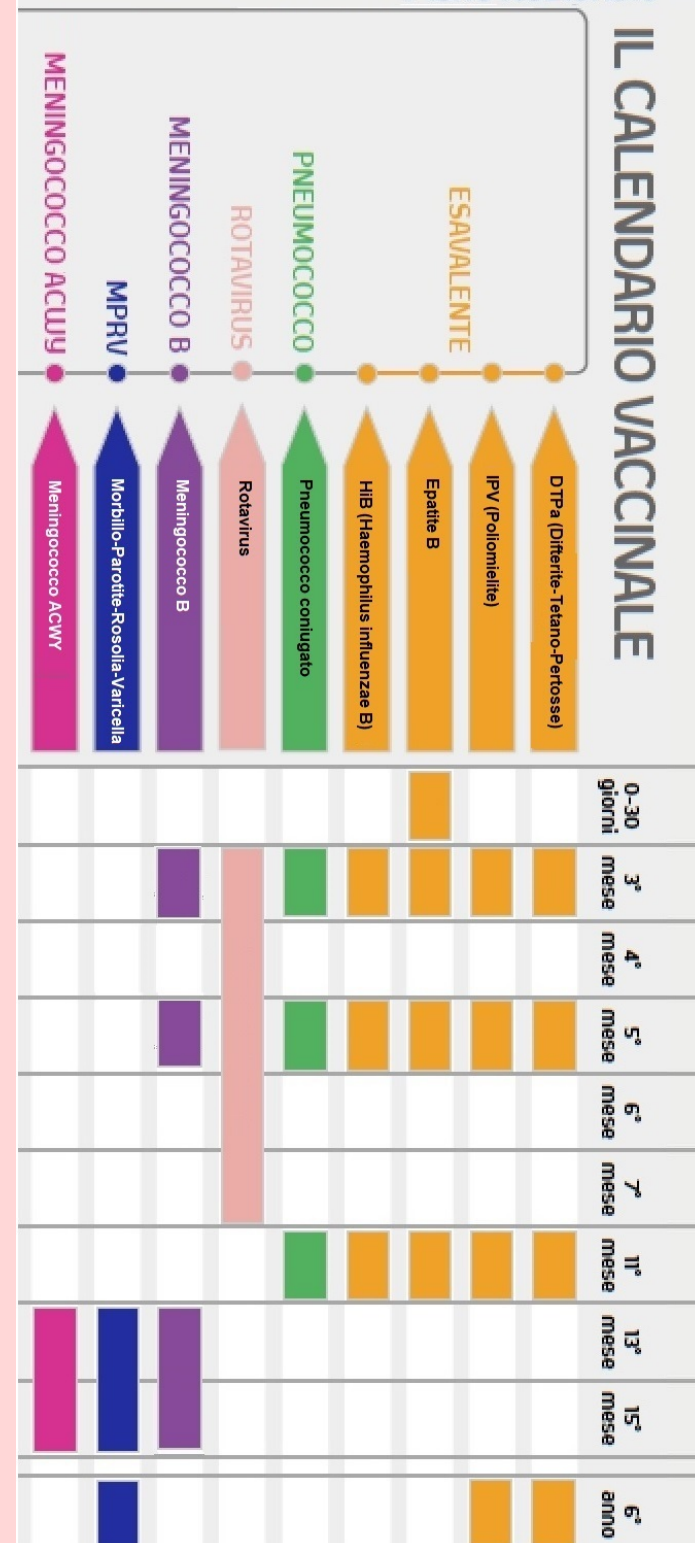 IL CALENDARIO VACCINALE
0-30
giorni
3°
mese
4°
mese
5°
mese
6°
mese
7°
mese
11°
mese
13°
mese
15°
mese
6°
anno
ESAVALENTE
DTPa (Difterite-Tetano-Pertosse)
IPV (Poliomielite)
Epatite B
HiB (Haemophilus influenzae B)
PNEUMOCOCCO
Pneumococco coniugato
ROTAVIRUS
Rotavirus
MENINGOCOCCO B
Meningococco B
MPRV
Morbillo-Parotite-Rosolia-Varicella
MENINGOCOCCO ACWY
Meningococco ACWY